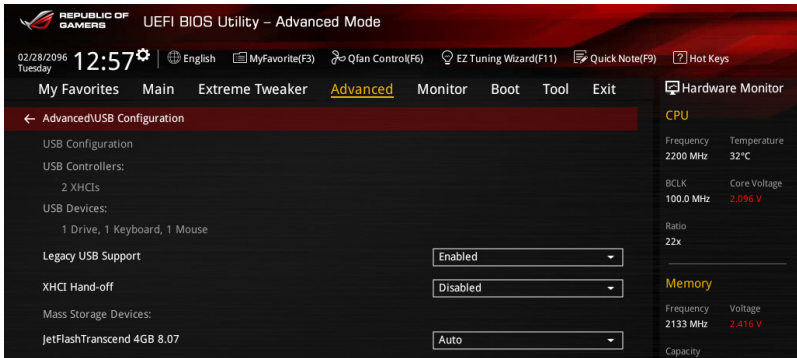 REPUBLIC OF
GAMERS
UEFI BIOS Utility – Advanced Mode
02/28/2096
Tuesday
12:57
English
MyFavorite(F3)
Qfan Control(F6)
EZ Tuning Wizard(F11)
Quick Note(F9)
? Hot Keys
My Favorites
Main
Extreme Tweaker
Advanced
Monitor
Boot
Tool
Exit
Hardware Monitor
← Advanced\USB Configuration
USB Configuration
USB Controllers:
2 XHCIs
USB Devices:
1 Drive, 1 Keyboard, 1 Mouse
Legacy USB Support
Enabled
XHCI Hand-off
Disabled
Mass Storage Devices:
JetFlashTranscend 4GB 8.07
Auto
CPU
Frequency Temperature
2200 MHz 32°C
BCLK Core Voltage
100.0 MHz 2.096 V
Ratio
22x
Memory
Frequency Voltage
2133 MHz 2.416 V
Capacity